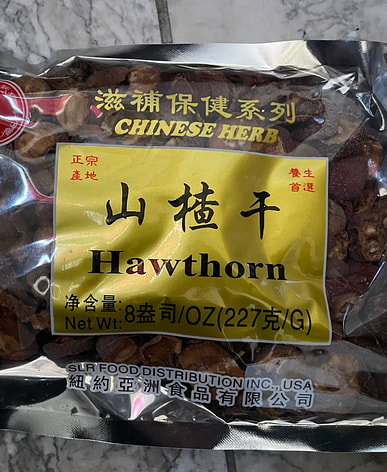 滋補保健系列
CHINESE HERB
正宗
產地
養生
首選
山楂干
Hawthorn
净含量:
Net Wt: 8盎司/OZ(227克/G)
SLR FOOD DISTRIBUTION INC., USA
紐約亞洲食品有限公司